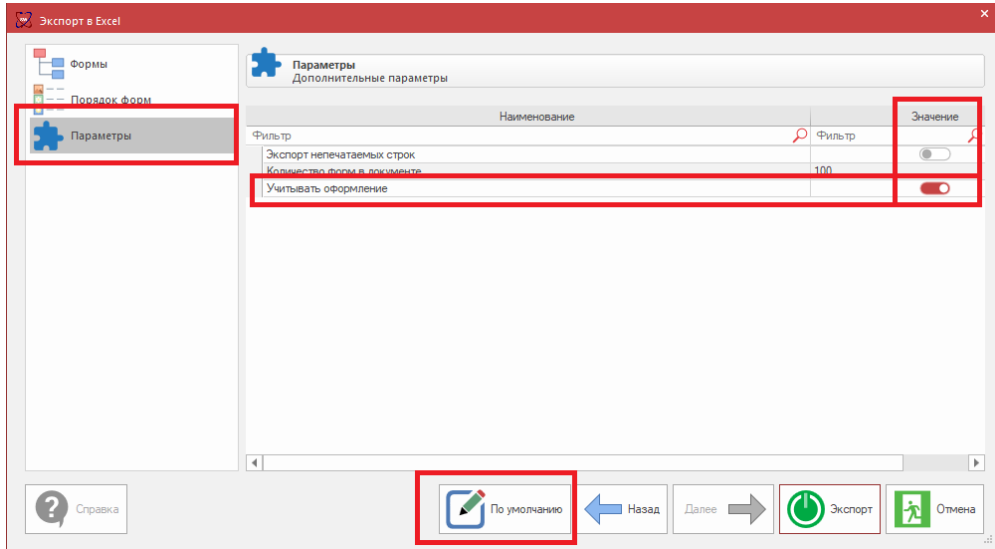 Экспорт в Excel
Формы
Порядок форм
Параметры
Параметры
Дополнительные параметры
Наименование Значение
Фильтр Фильтр
Экспорт непечатаемых строк
Количество форм в документе 100
Учитывать оформление
Справка По умолчанию Назад Далее Экспорт Отмена